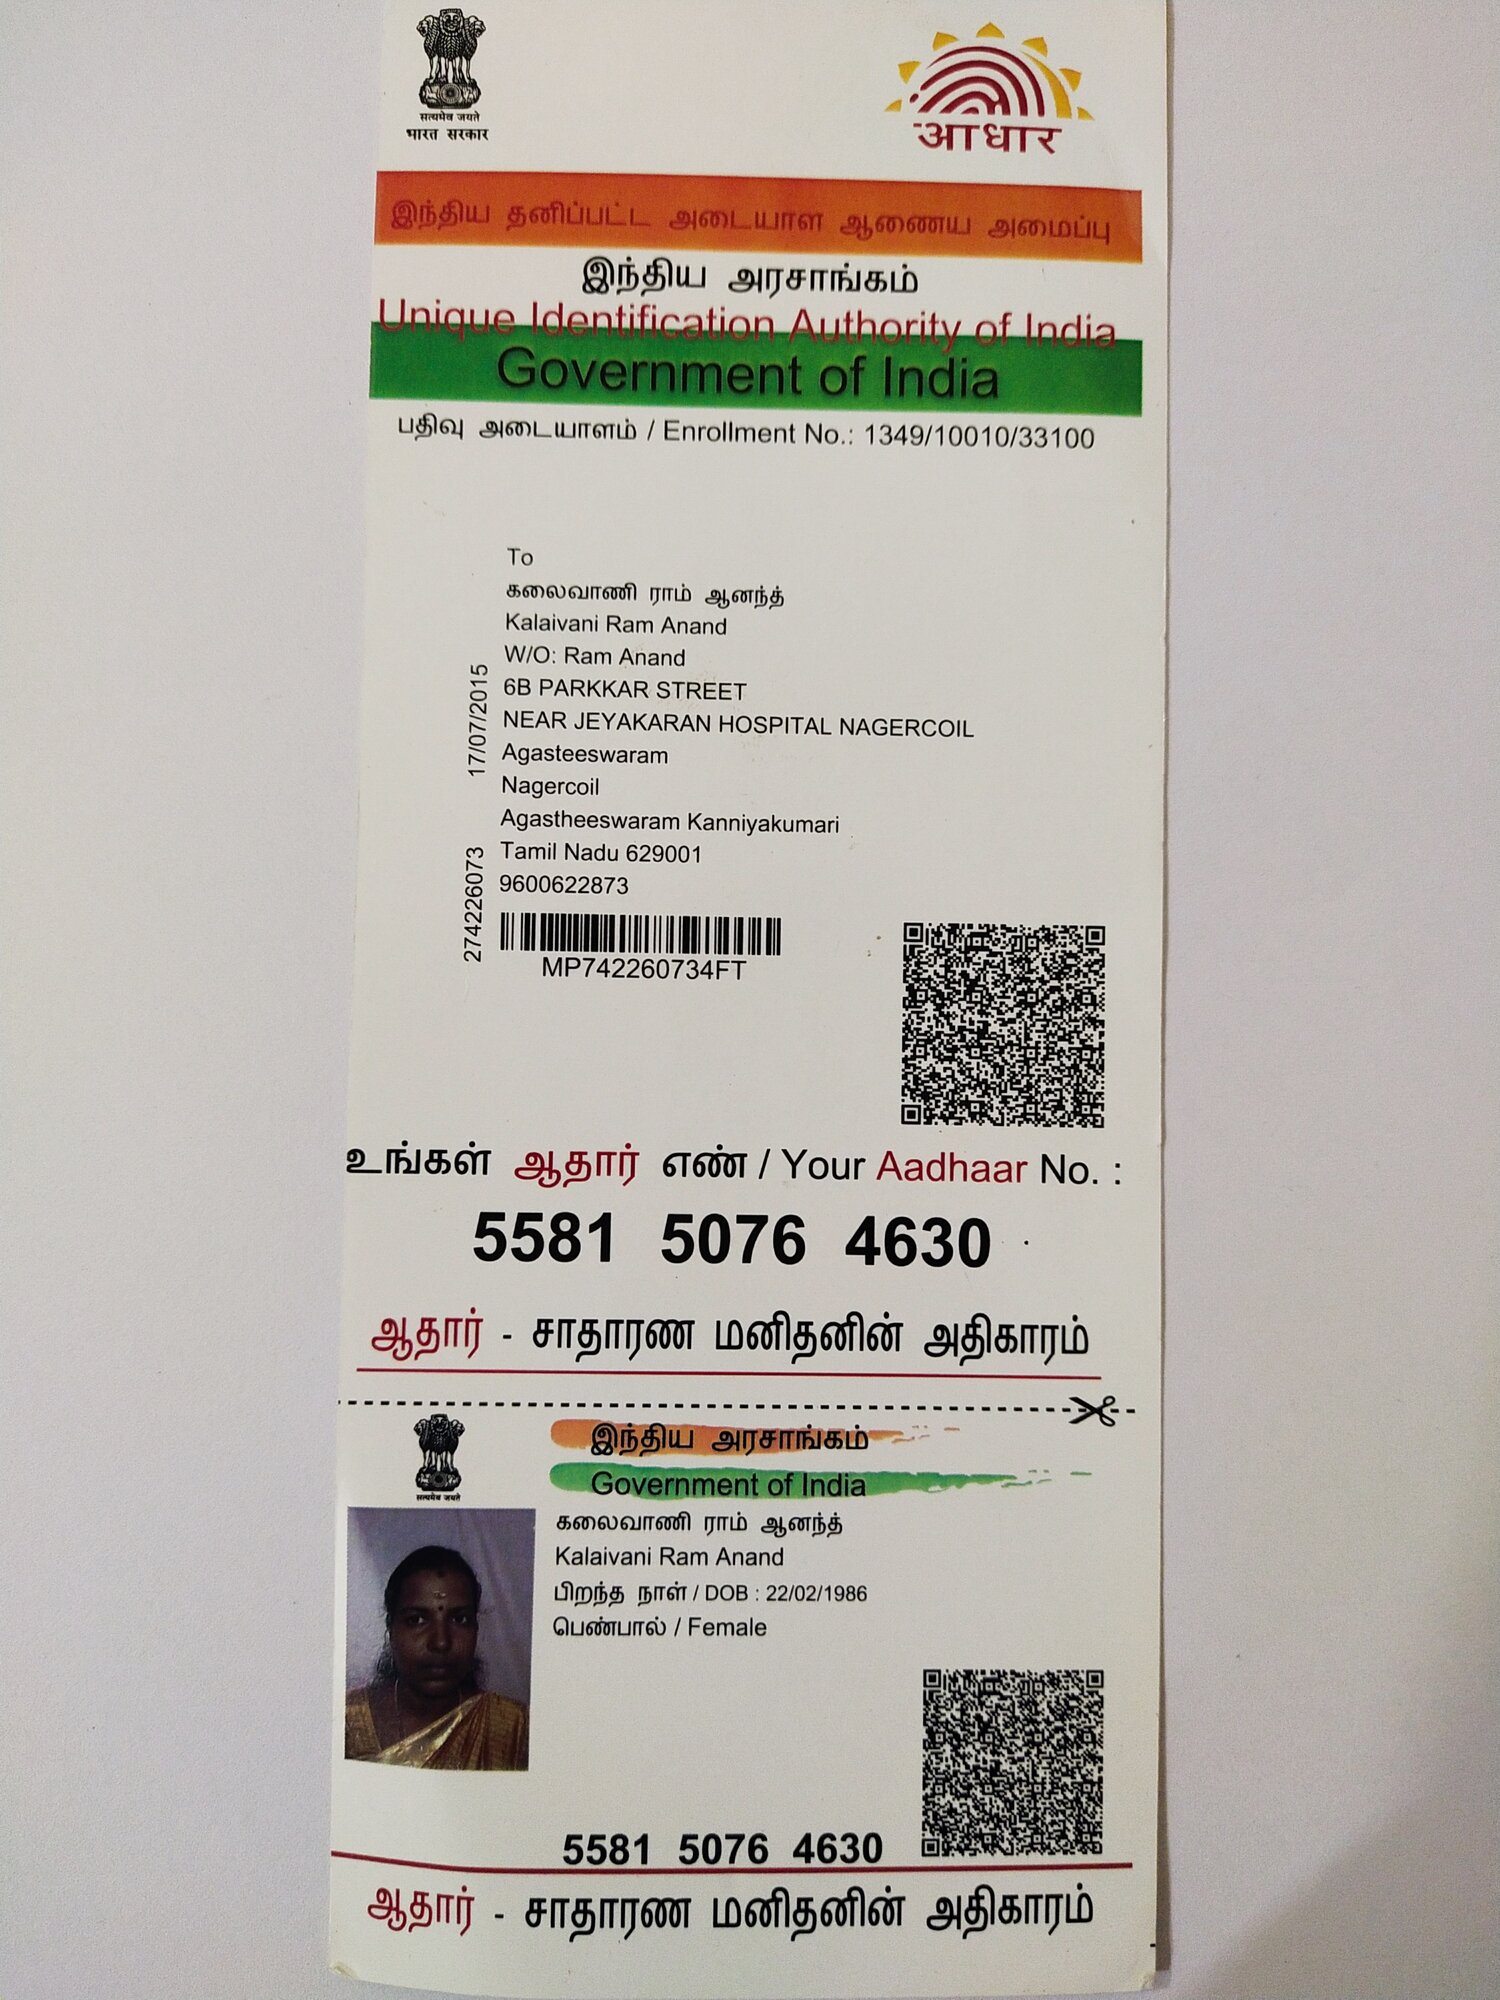 सत्यमेव जयते
भारत सरकार
आधार
இந்திய தனிப்பட்ட அடையாள ஆணைய அமைப்பு
இந்திய அரசாங்கம்
Unique Identification Authority of India
Government of India
பதிவு அடையாளம் / Enrollment No.: 1349/10010/33100
To
கலைவாணி ராம் ஆனந்த்
Kalaivani Ram Anand
W/O: Ram Anand
6B PARKKAR STREET
NEAR JEYAKARAN HOSPITAL NAGERCOIL
Agasteeswaram
Nagercoil
Agastheeswaram Kanniyakumari
Tamil Nadu 629001
9600622873
17/07/2015
274226073
MP742260734FT
உங்கள் ஆதார் எண் / Your Aadhaar No. :
5581 5076 4630
ஆதார் - சாதாரண மனிதனின் அதிகாரம்
सत्यमेव जयते
இந்திய அரசாங்கம்
Government of India
கலைவாணி ராம் ஆனந்த்
Kalaivani Ram Anand
பிறந்த நாள் / DOB : 22/02/1986
பெண்பால் / Female
5581 5076 4630
ஆதார் - சாதாரண மனிதனின் அதிகாரம்